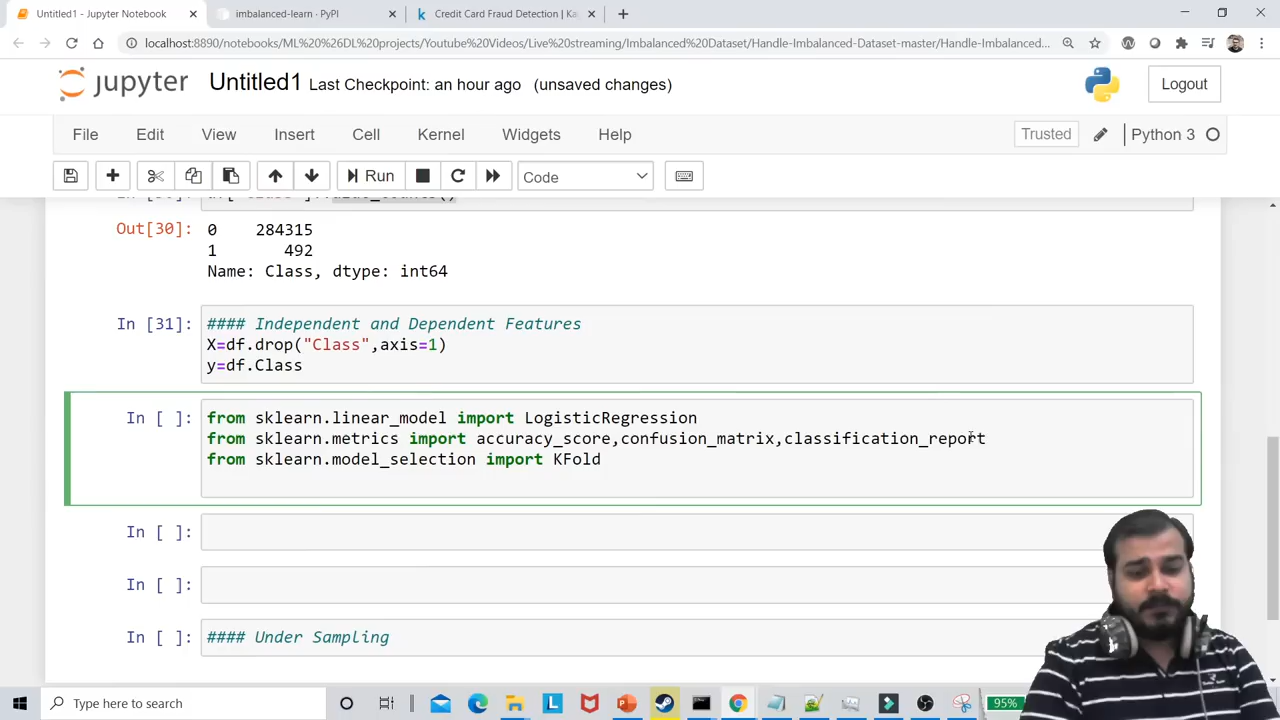 Untitled1 - Jupyter Notebook
imbalanced-learn · PyPI
Credit Card Fraud Detection | Ka
localhost:8890/notebooks/ML%20%26%20DL%20projects/Youtube%20Videos/Live%20streaming/Imbalanced%20Dataset/Handle-Imbalanced-Dataset-master/Handle-Imbalanced...
jupyter Untitled1 Last Checkpoint: an hour ago (unsaved changes)
Logout
File Edit View Insert Cell Kernel Widgets Help
Trusted Python 3
Run Code
Out[30]: 0 284315
1 492
Name: Class, dtype: int64
In [31]: #### Independent and Dependent Features
X=df.drop("Class",axis=1)
y=df.Class
In [ ]: from sklearn.linear_model import LogisticRegression
from sklearn.metrics import accuracy_score,confusion_matrix,classification_report
from sklearn.model_selection import KFold
In [ ]:
In [ ]:
In [ ]: #### Under Sampling
Type here to search
95%